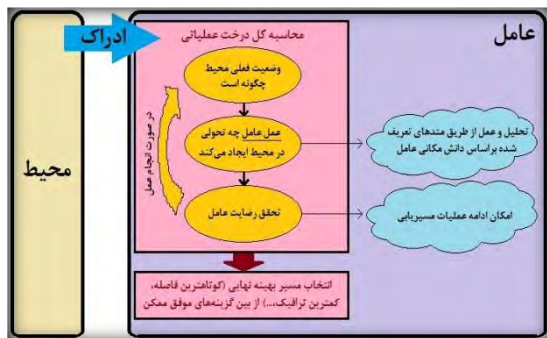 عامل
ادراک
محیط
محاسبه کل درخت عملیاتی
وضعیت فعلی محیط
چگونه است
عمل عامل چه تحولی
در محیط ایجاد می‌کند
تحقق رضایت عامل
در صورت انجام عمل
تحلیل و عمل از طریق متدهای تعریف
شده براساس دانش مکانی عامل
امکان ادامه عملیات مسیریابی
انتخاب مسیر بهینه نهایی (کوتاهترین فاصله،
کمترین ترافیک،...) از بین گزینه‌های موفق ممکن